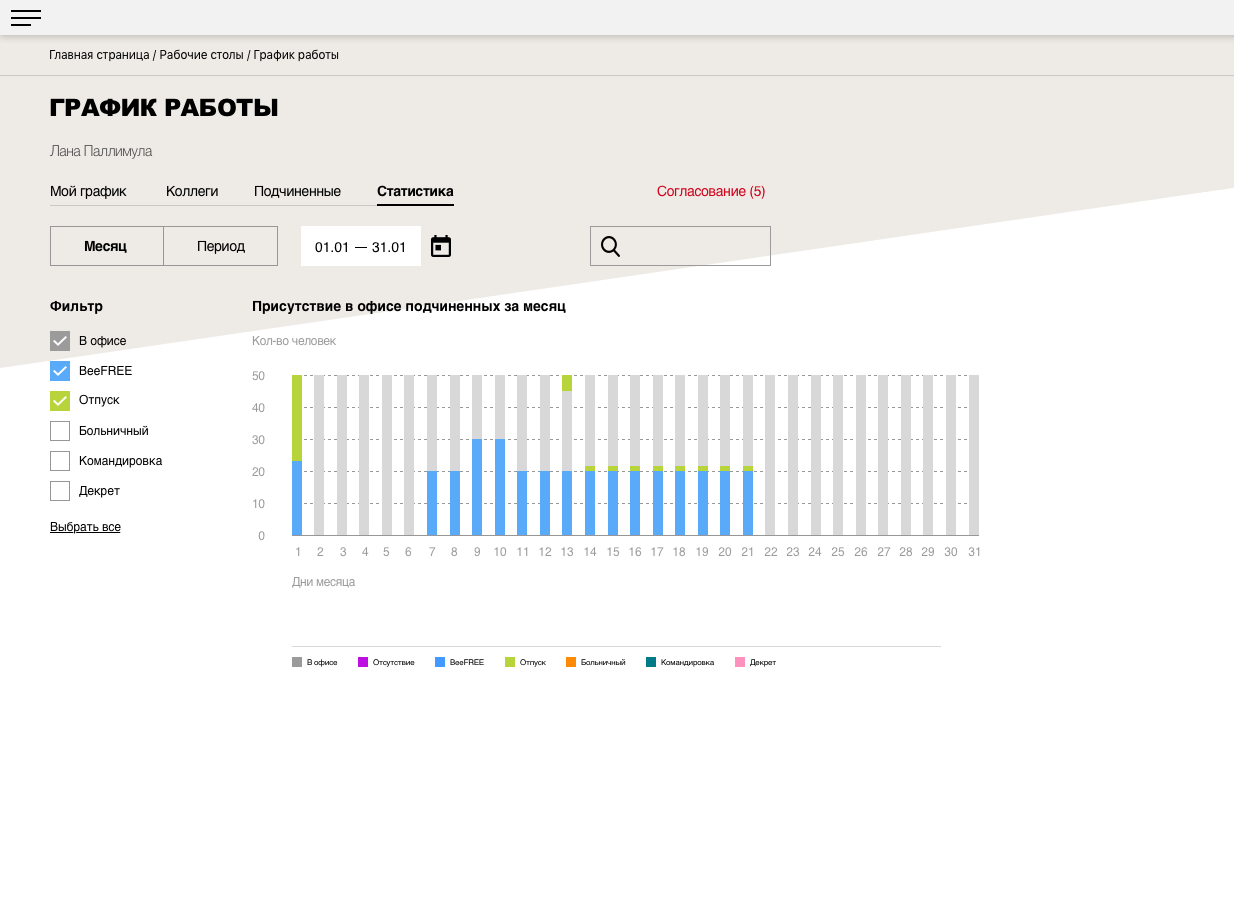 Главная страница / Рабочие столы / График работы
ГРАФИК РАБОТЫ
Лана Паллимула
Мой график Коллеги Подчиненные Статистика Согласование (5)
Месяц Период 01.01 — 31.01
Фильтр
В офисе
BeeFREE
Отпуск
Больничный
Командировка
Декрет
Выбрать все
Присутствие в офисе подчиненных за месяц
Кол-во человек
50
40
30
20
10
0
1 2 3 4 5 6 7 8 9 10 11 12 13 14 15 16 17 18 19 20 21 22 23 24 25 26 27 28 29 30 31
Дни месяца
В офисе Отсутствие BeeFREE Отпуск Больничный Командировка Декрет